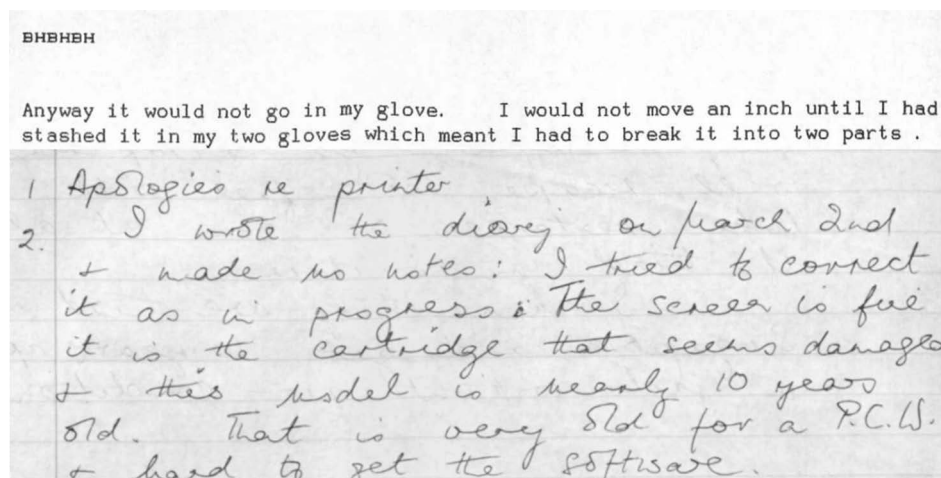 BHBHBH
Anyway it would not go in my glove. I would not move an inch until I had
stashed it in my two gloves which meant I had to break it into two parts .
1 Apologies re printer
2. I wrote the diary on March 2nd
+ made no notes: I tried to correct
it as in progress: The screen is fine
it is the cartridge that seems damaged
+ this model is nearly 10 years
old. That is very old for a P.C.W.
+ hard to get the software.